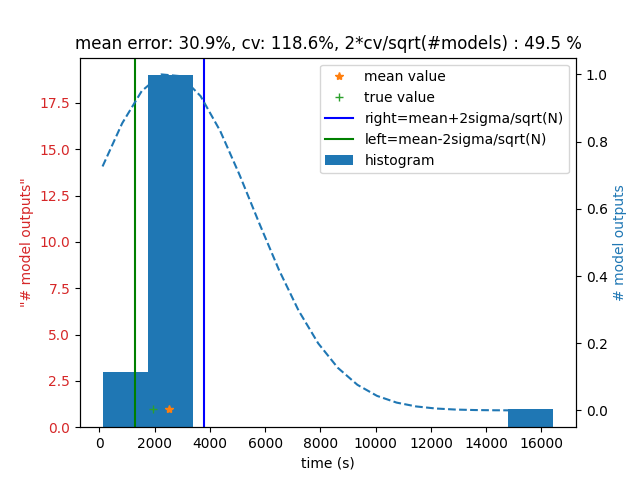 mean error: 30.9%, cv: 118.6%, 2*cv/sqrt(#models) : 49.5 %
mean value
true value
right=mean+2sigma/sqrt(N)
left=mean-2sigma/sqrt(N)
histogram
"# model outputs"
17.5
15.0
12.5
10.0
7.5
5.0
2.5
0.0
1.0
0.8
0.6
0.4
0.2
0.0
# model outputs
0 2000 4000 6000 8000 10000 12000 14000 16000
time (s)